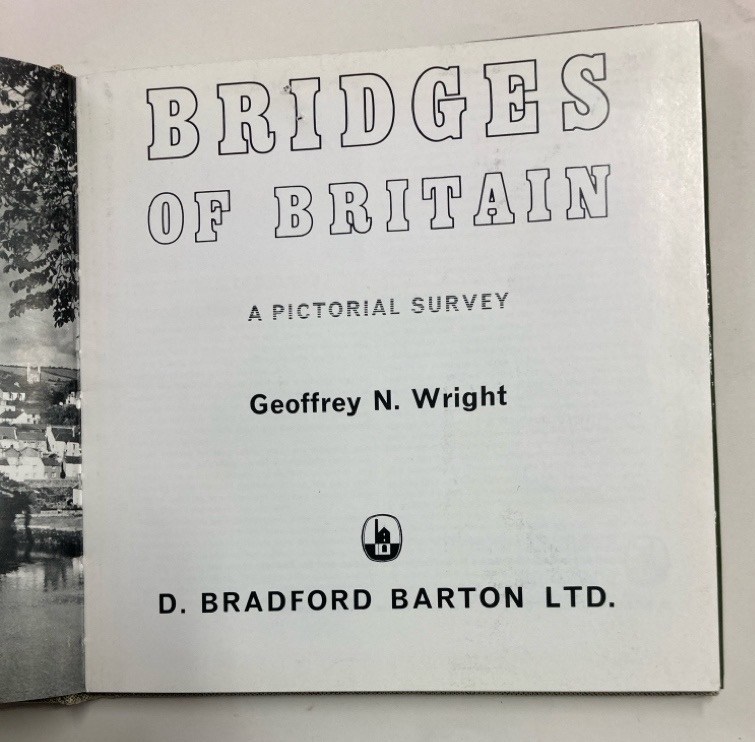 BRIDGES
OF BRITAIN
A PICTORIAL SURVEY
Geoffrey N. Wright
D. BRADFORD BARTON LTD.